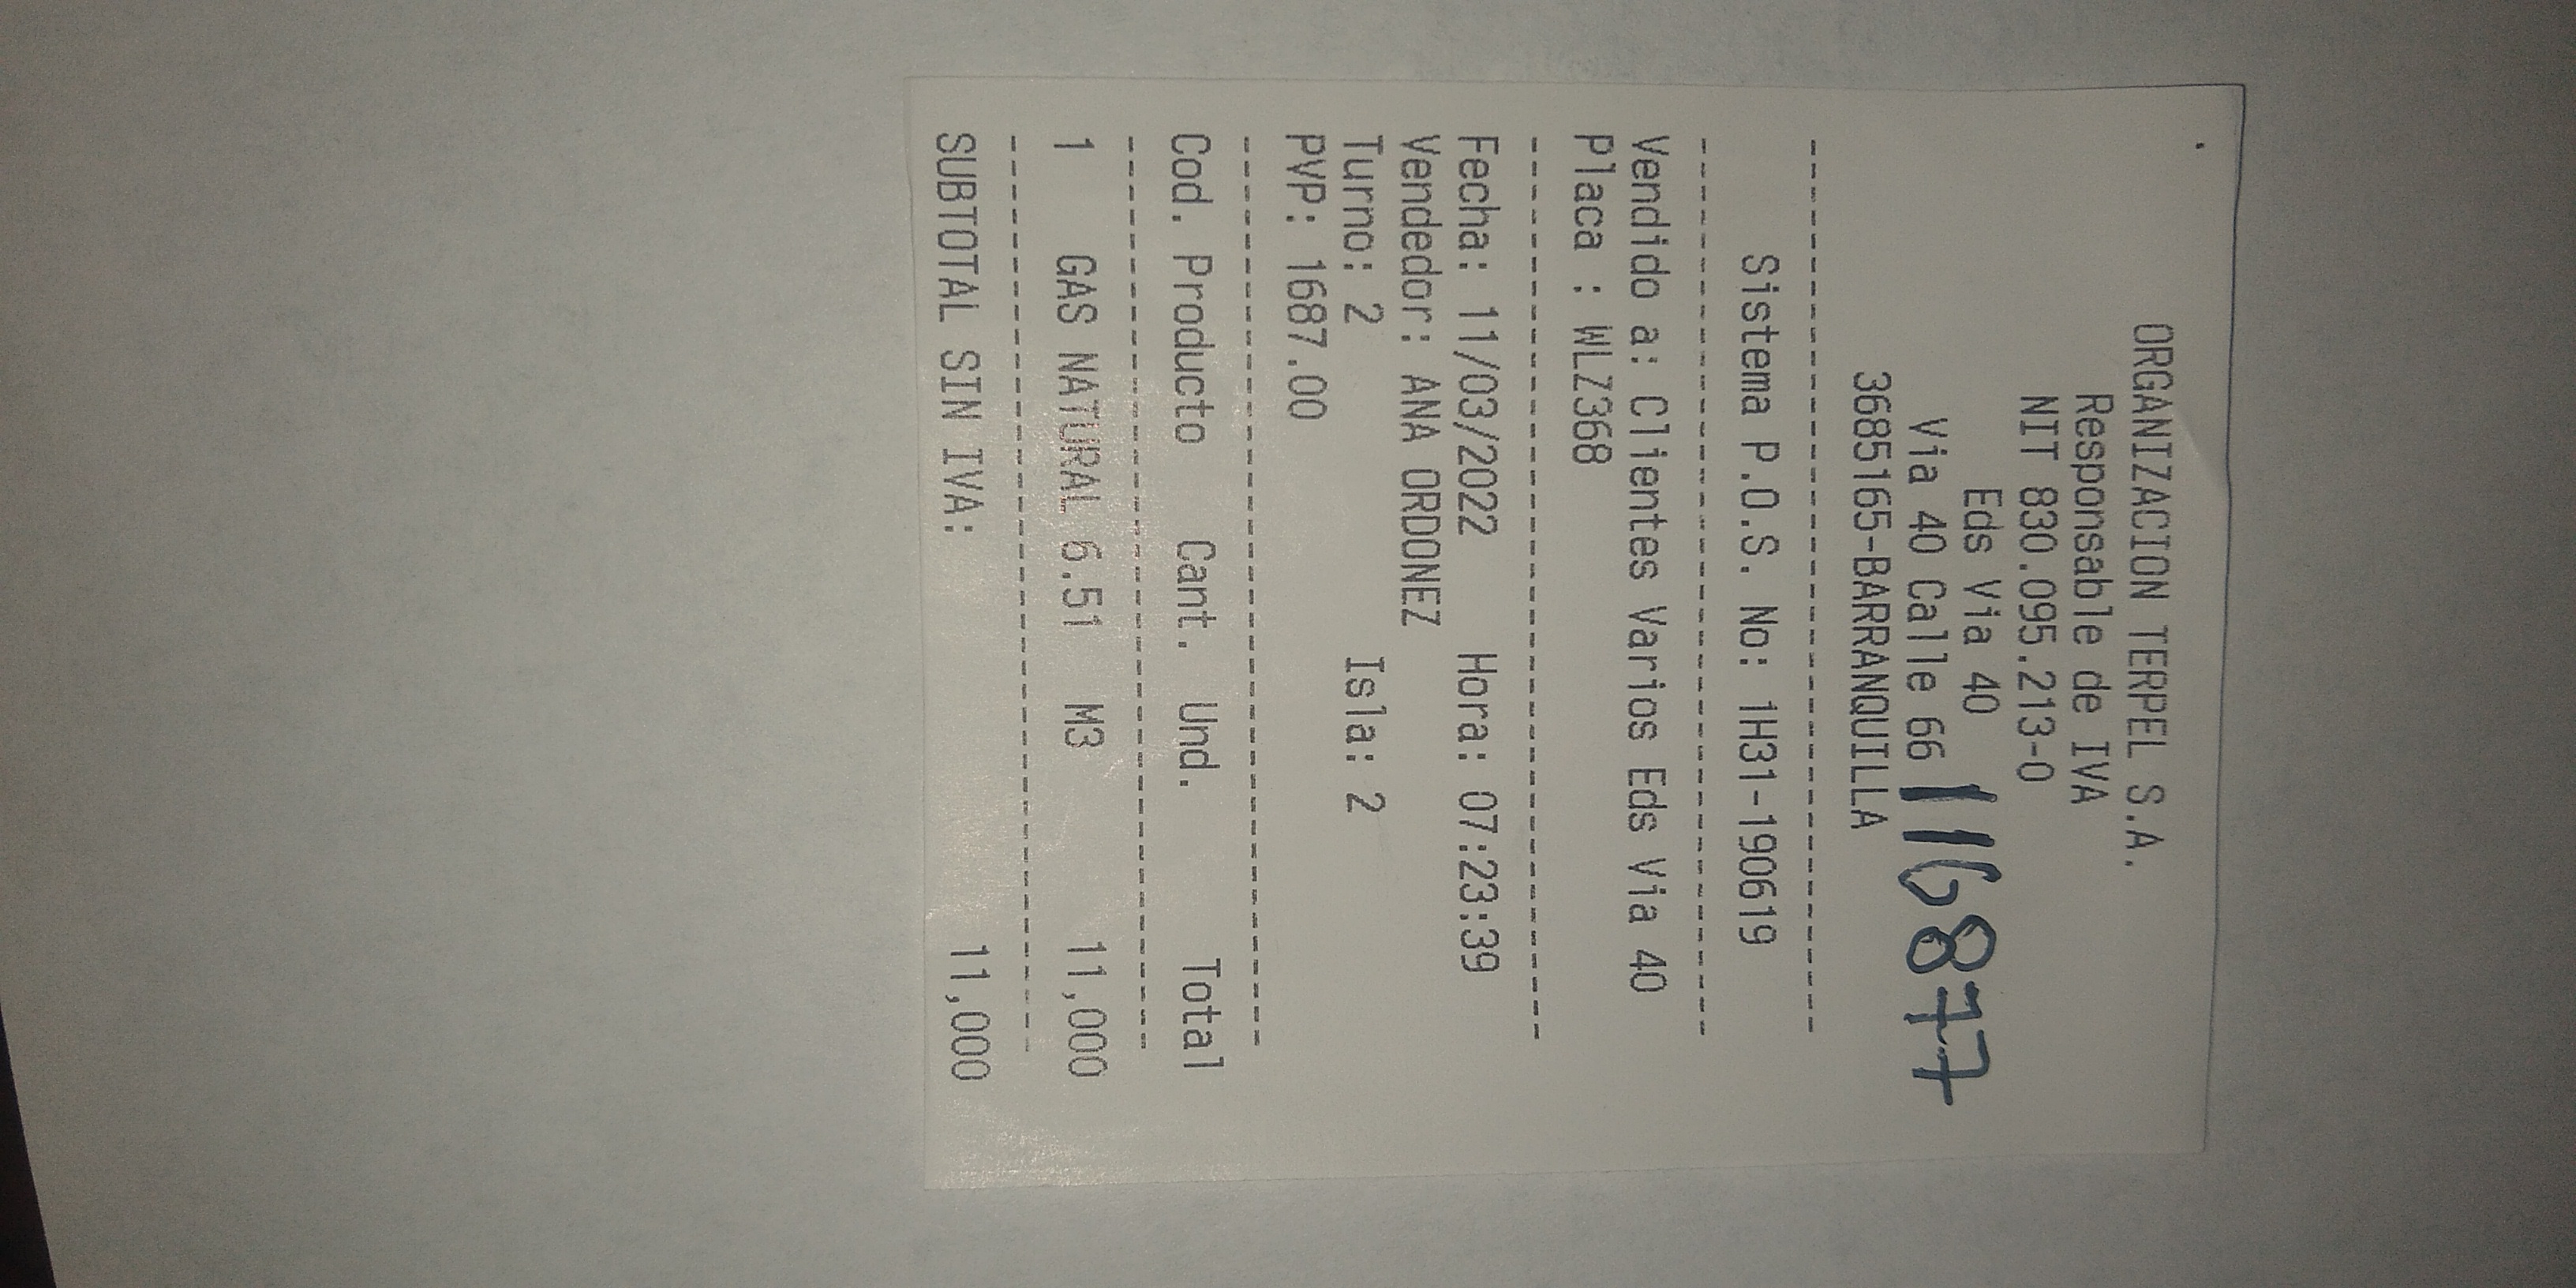 ORGANIZACION TERPEL S.A.
Responsable de IVA
NIT 830.095.213-0
Eds Via 40
Via 40 Calle 66
116877
3685165-BARRANQUILLA
--------------------------------------
Sistema P.O.S. No: 1H31-190619
--------------------------------------
Vendido a: Clientes Varios Eds Via 40
Placa : WLZ368
--------------------------------------
Fecha: 11/03/2022 Hora: 07:23:39
Vendedor: ANA ORDONEZ
Turno: 2 Isla: 2
PVP: 1687.00
--------------------------------------
Cod. Producto Cant. Und. Total
--------------------------------------
1 GAS NATURAL 6.51 M3 11,000
--------------------------------------
SUBTOTAL SIN IVA: 11,000